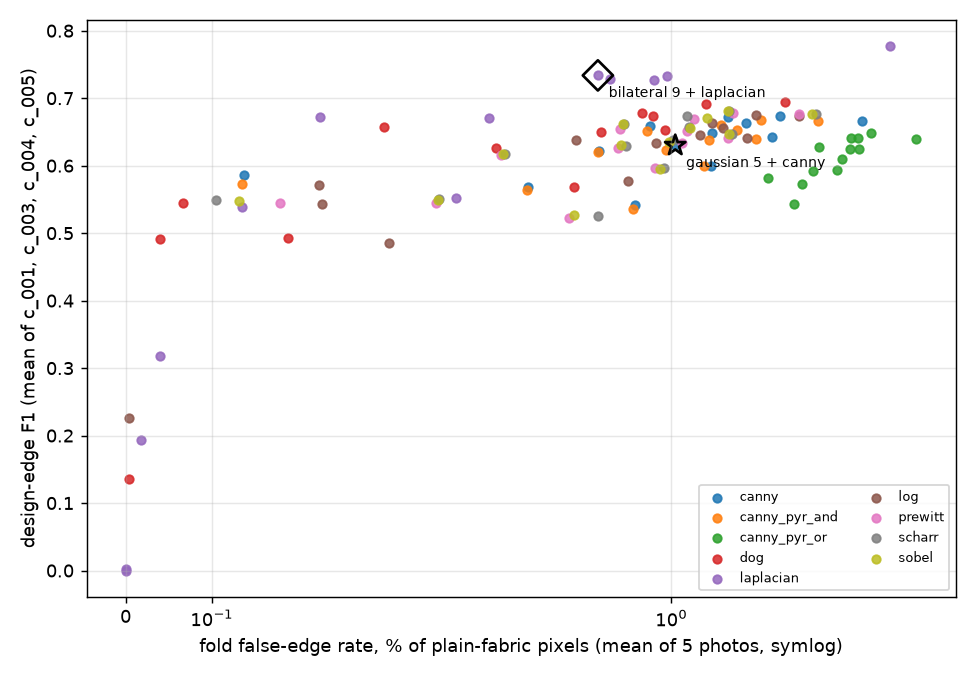 0.8
0.7
0.6
0.5
0.4
0.3
0.2
0.1
0.0
design-edge F1 (mean of c_001, c_003, c_004, c_005)
bilateral 9 + laplacian
gaussian 5 + canny
canny
canny_pyr_and
canny_pyr_or
dog
laplacian
log
prewitt
scharr
sobel
0
10⁻¹
10⁰
fold false-edge rate, % of plain-fabric pixels (mean of 5 photos, symlog)